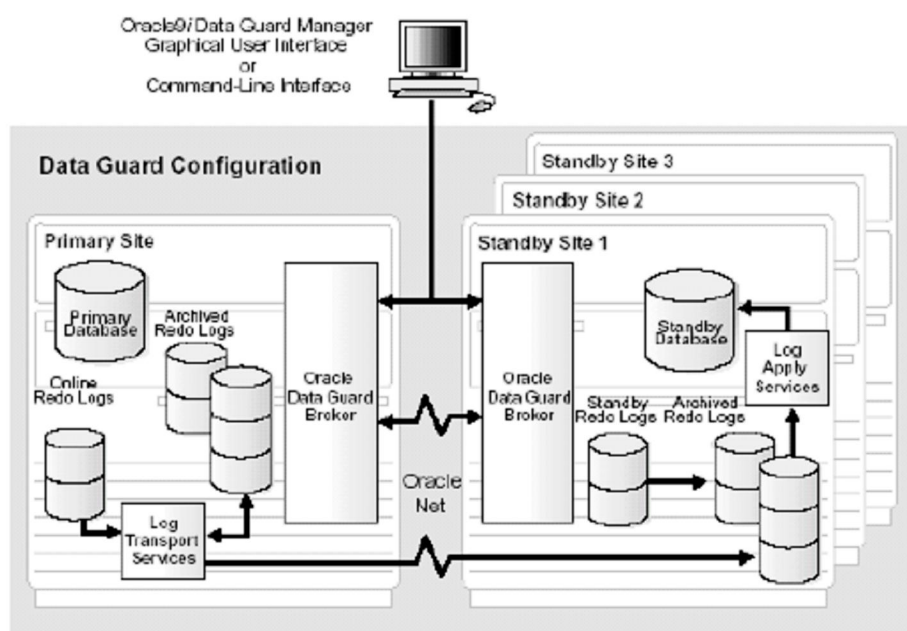 Oracle9i Data Guard Manager
Graphical User Interface
or
Command-Line Interface
Data Guard Configuration
Standby Site 3
Standby Site 2
Primary Site
Standby Site 1
Primary
Database
Archived
Redo Logs
Online
Redo Logs
Oracle
Data Guard
Broker
Log
Transport
Services
Oracle
Net
Oracle
Data Guard
Broker
Standby
Database
Log
Apply
Services
Standby
Redo Logs
Archived
Redo Logs